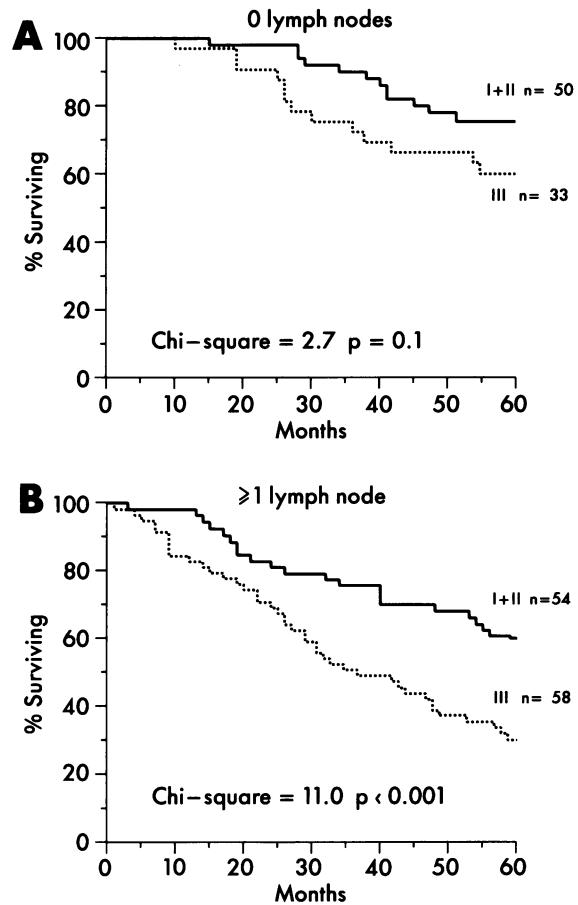 A
0 lymph nodes
100
80
60
40
20
0
% Surviving
I+II n= 50
III n= 33
Chi-square = 2.7 p = 0.1
0 10 20 30 40 50 60
Months
B
⩾1 lymph node
100
80
60
40
20
0
% Surviving
I+II n=54
III n= 58
Chi-square = 11.0 p < 0.001
0 10 20 30 40 50 60
Months